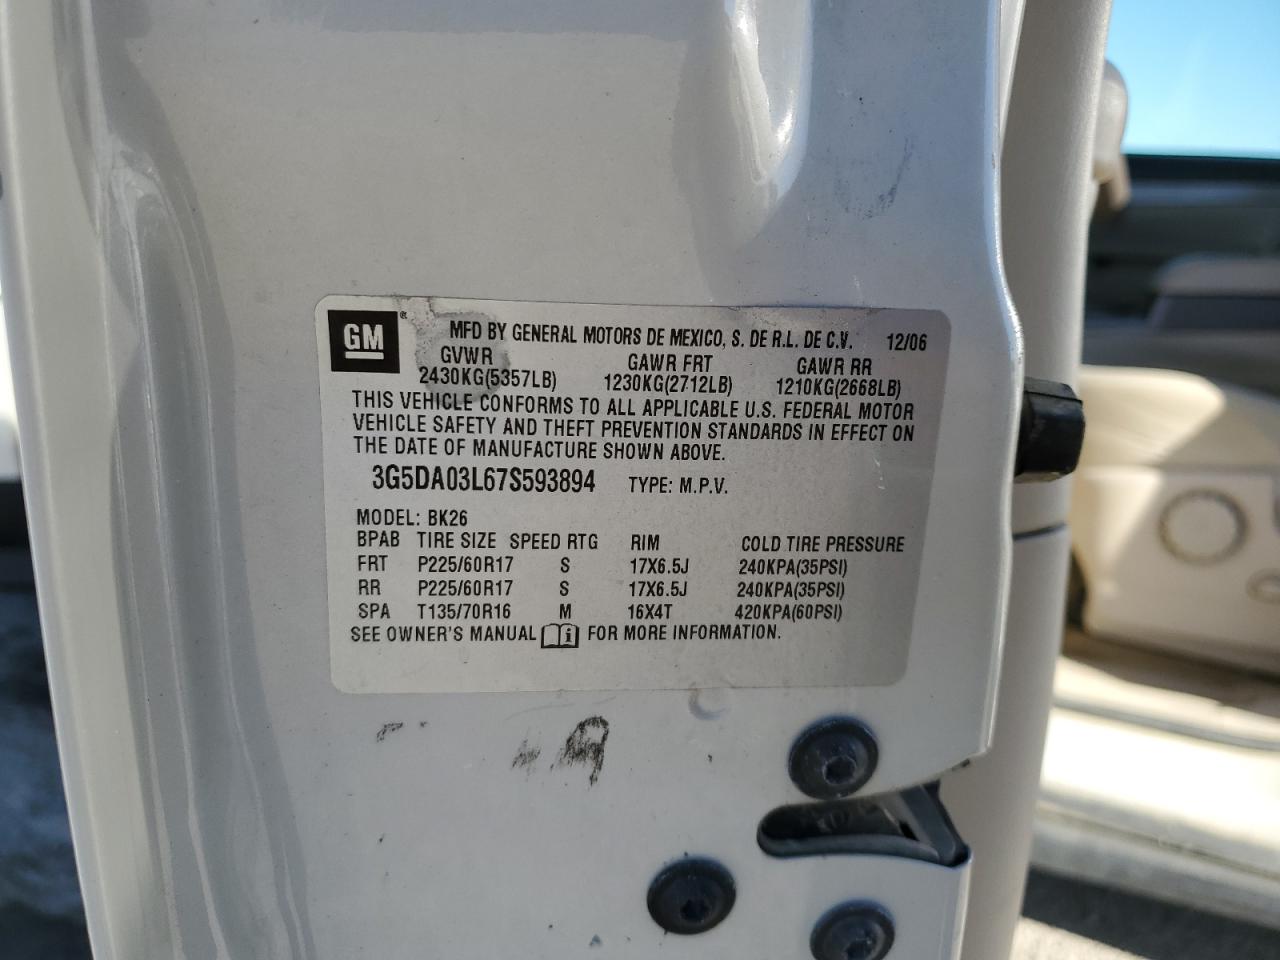 GM ® MFD BY GENERAL MOTORS DE MEXICO, S. DE R.L. DE C.V. 12/06
GVWR GAWR FRT GAWR RR
2430KG(5357LB) 1230KG(2712LB) 1210KG(2668LB)
THIS VEHICLE CONFORMS TO ALL APPLICABLE U.S. FEDERAL MOTOR
VEHICLE SAFETY AND THEFT PREVENTION STANDARDS IN EFFECT ON
THE DATE OF MANUFACTURE SHOWN ABOVE.
3G5DA03L67S593894 TYPE: M.P.V.
MODEL: BK26
BPAB TIRE SIZE SPEED RTG RIM COLD TIRE PRESSURE
FRT P225/60R17 S 17X6.5J 240KPA(35PSI)
RR P225/60R17 S 17X6.5J 240KPA(35PSI)
SPA T135/70R16 M 16X4T 420KPA(60PSI)
SEE OWNER'S MANUAL i FOR MORE INFORMATION.